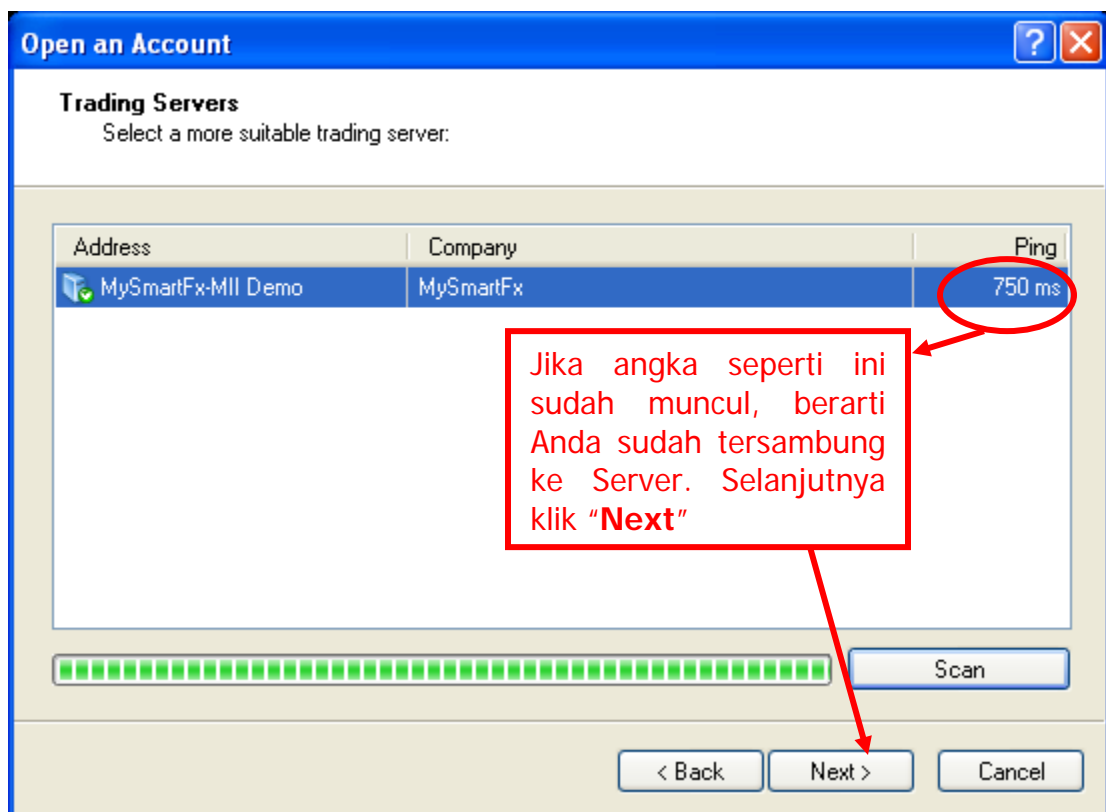 Open an Account
Trading Servers
Select a more suitable trading server:
Address Company Ping
MySmartFx-MII Demo MySmartFx 750 ms
Jika angka seperti ini
sudah muncul, berarti
Anda sudah tersambung
ke Server. Selanjutnya
klik “Next”
Scan
< Back Next > Cancel